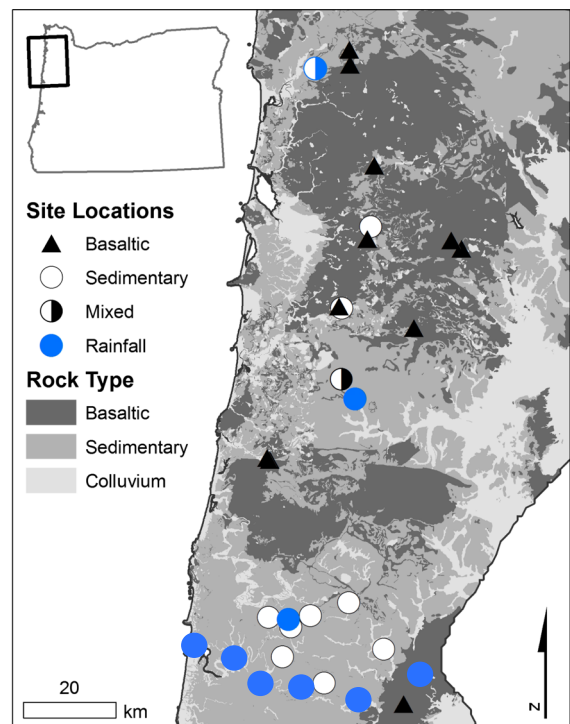 Site Locations
Basaltic
Sedimentary
Mixed
Rainfall
Rock Type
Basaltic
Sedimentary
Colluvium
20
km
N